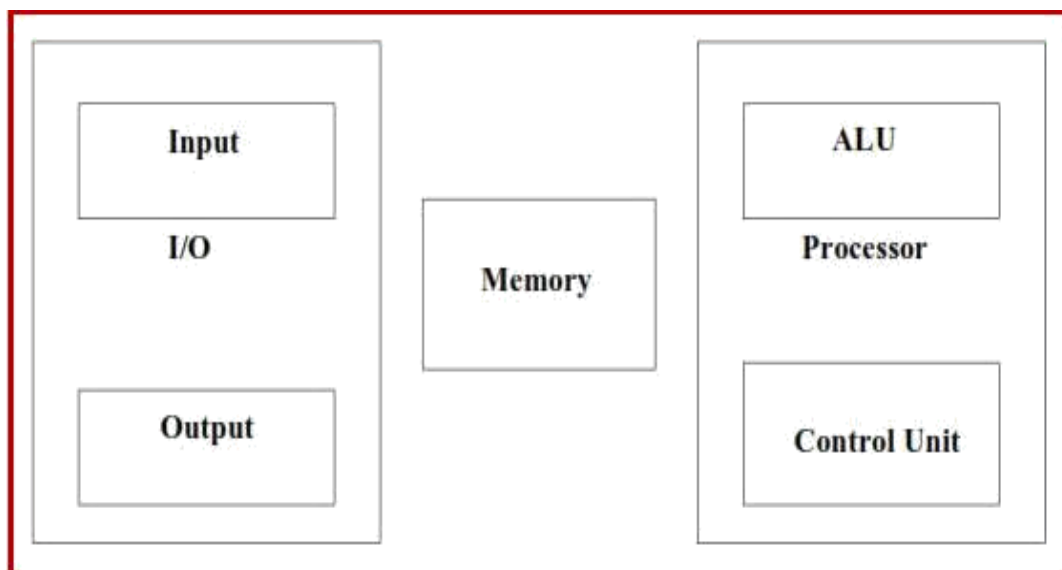 Input
I/O
Output
Memory
ALU
Processor
Control Unit